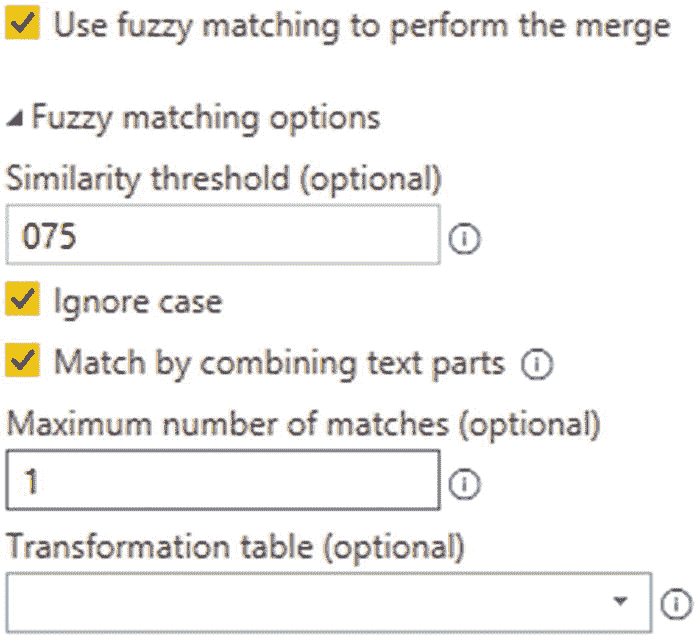 Use fuzzy matching to perform the merge
Fuzzy matching options
Similarity threshold (optional)
075
Ignore case
Match by combining text parts
Maximum number of matches (optional)
1
Transformation table (optional)